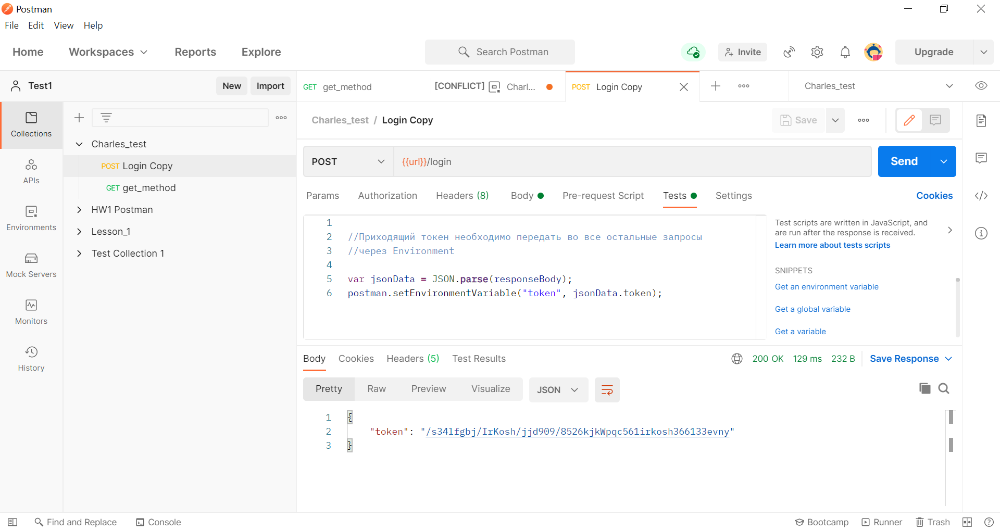 Postman
File Edit View Help
Home Workspaces Reports Explore Search Postman Invite Upgrade
Test1 New Import
GET get_method [CONFLICT] Charl... POST Login Copy Charles_test
Collections
APIs
Environments
Mock Servers
Monitors
History
Charles_test
POST Login Copy
GET get_method
HW1 Postman
Lesson_1
Test Collection 1
Charles_test / Login Copy Save
POST {{url}}/login Send
Params Authorization Headers (8) Body Pre-request Script Tests Settings Cookies
1
2 //Приходящий токен необходимо передать во все остальные запросы
3 //через Environment
4
5 var jsonData = JSON.parse(responseBody);
6 postman.setEnvironmentVariable("token", jsonData.token);
Test scripts are written in JavaScript, and
are run after the response is received.
Learn more about tests scripts
SNIPPETS
Get an environment variable
Get a global variable
Get a variable
Body Cookies Headers (5) Test Results 200 OK 129 ms 232 B Save Response
Pretty Raw Preview Visualize JSON
1 {
2 "token": "/s34lfgbj/IrKosh/jjd909/8526kjkWpqc561irkosh366133evny"
3 }
Find and Replace Console Bootcamp Runner Trash